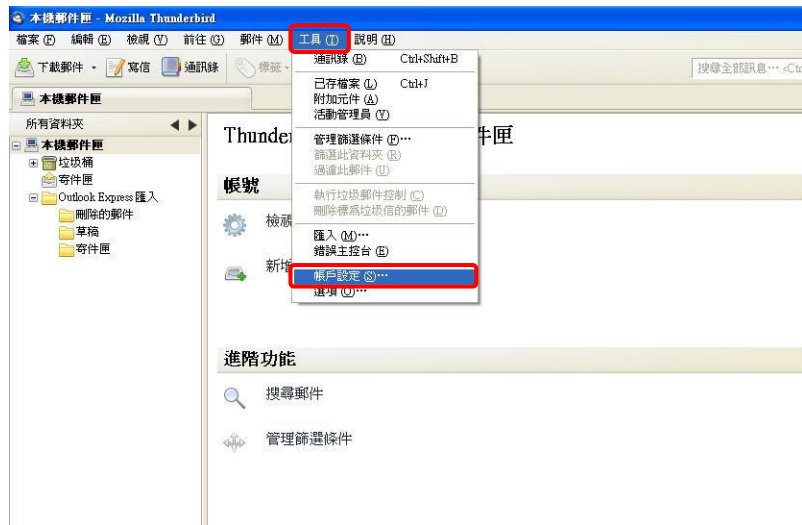 本機郵件匣 - Mozilla Thunderbird
檔案(F) 編輯(E) 檢視(V) 前往(G) 郵件(M) 工具(T) 說明(H)
下載郵件 寫信 通訊錄 標籤 搜尋全部訊息… <Ctr
本機郵件匣
所有資料夾
本機郵件匣
垃圾桶
寄件匣
Outlook Express 匯入
刪除的郵件
草稿
寄件匣
通訊錄(B) Ctrl+Shift+B
已存檔案(L) Ctrl+J
附加元件(A)
活動管理員(Y)
管理篩選條件(F)…
篩選此資料夾(R)
過濾此郵件(U)
執行垃圾郵件控制(C)
刪除標為垃圾信的郵件(D)
匯入(M)…
錯誤主控台(E)
帳戶設定(S)…
選項(O)…
Thunde 件匣
帳號
檢視
新增
進階功能
搜尋郵件
管理篩選條件